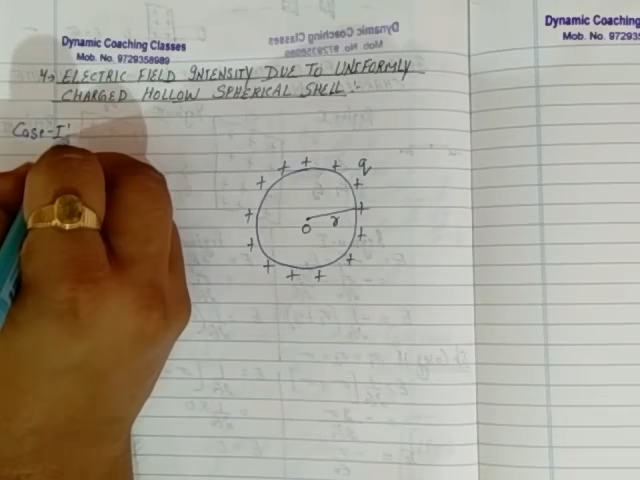 Dynamic Coaching Classes
Mob. No. 9729358989
4→ ELECTRIC FIELD INTENSITY DUE TO UNIFORMLY
CHARGED HOLLOW SPHERICAL SHELL :-
Case-I
q
O r
Dynamic Coaching
Mob. No. 97293